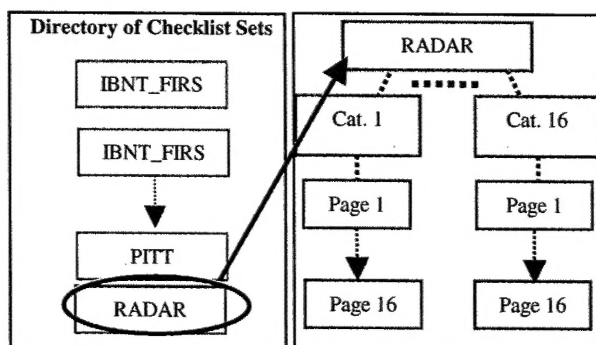 Directory of Checklist Sets
IBNT_FIRS
IBNT_FIRS
PITT
RADAR
RADAR
Cat. 1
Cat. 16
Page 1
Page 1
Page 16
Page 16